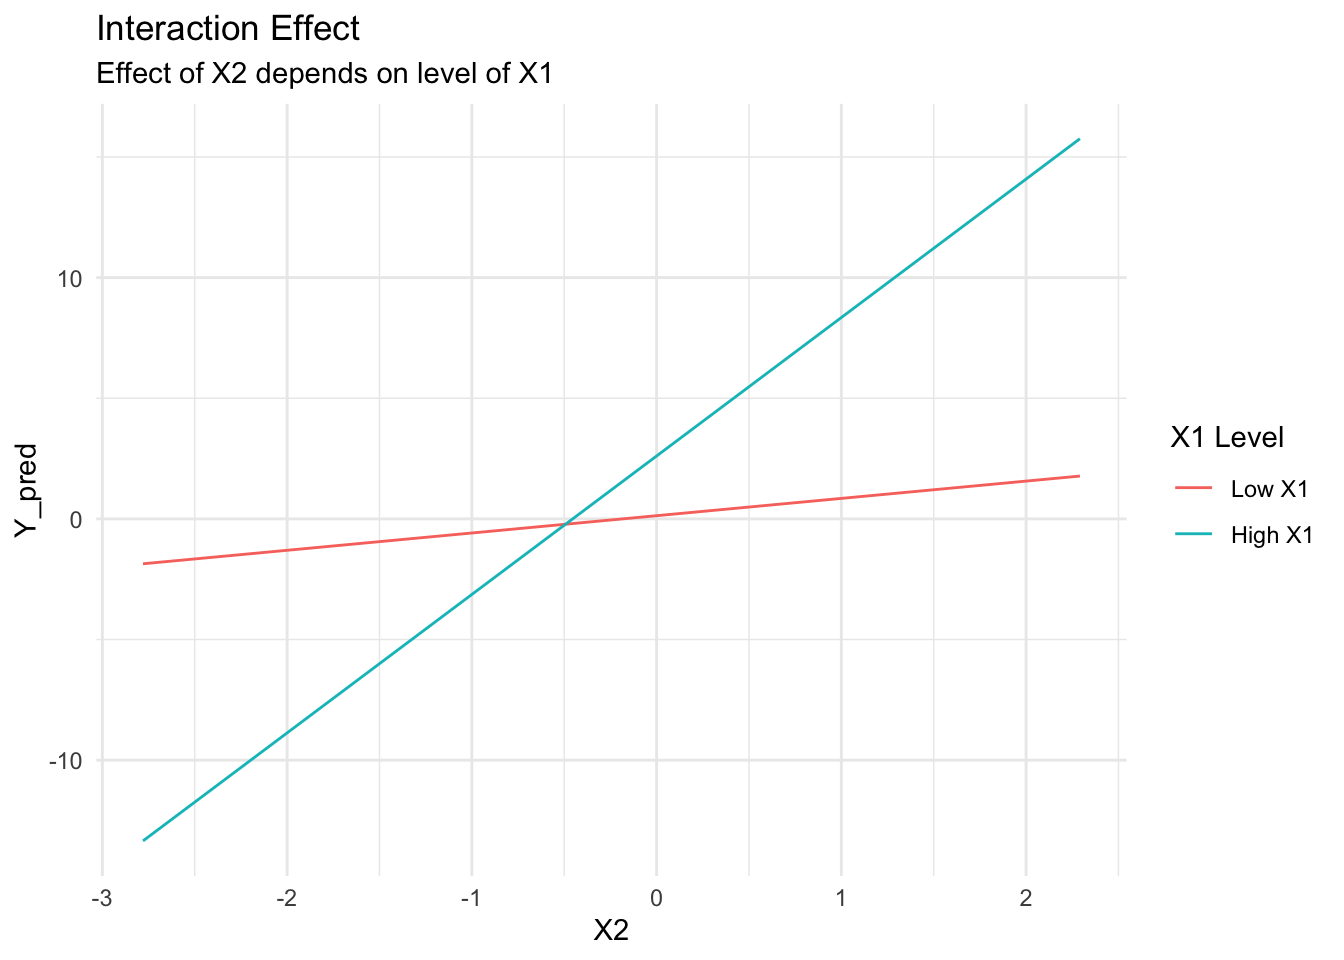 Interaction Effect
Effect of X2 depends on level of X1
Y_pred
10
0
-10
-3 -2 -1 0 1 2
X2
X1 Level
Low X1
High X1